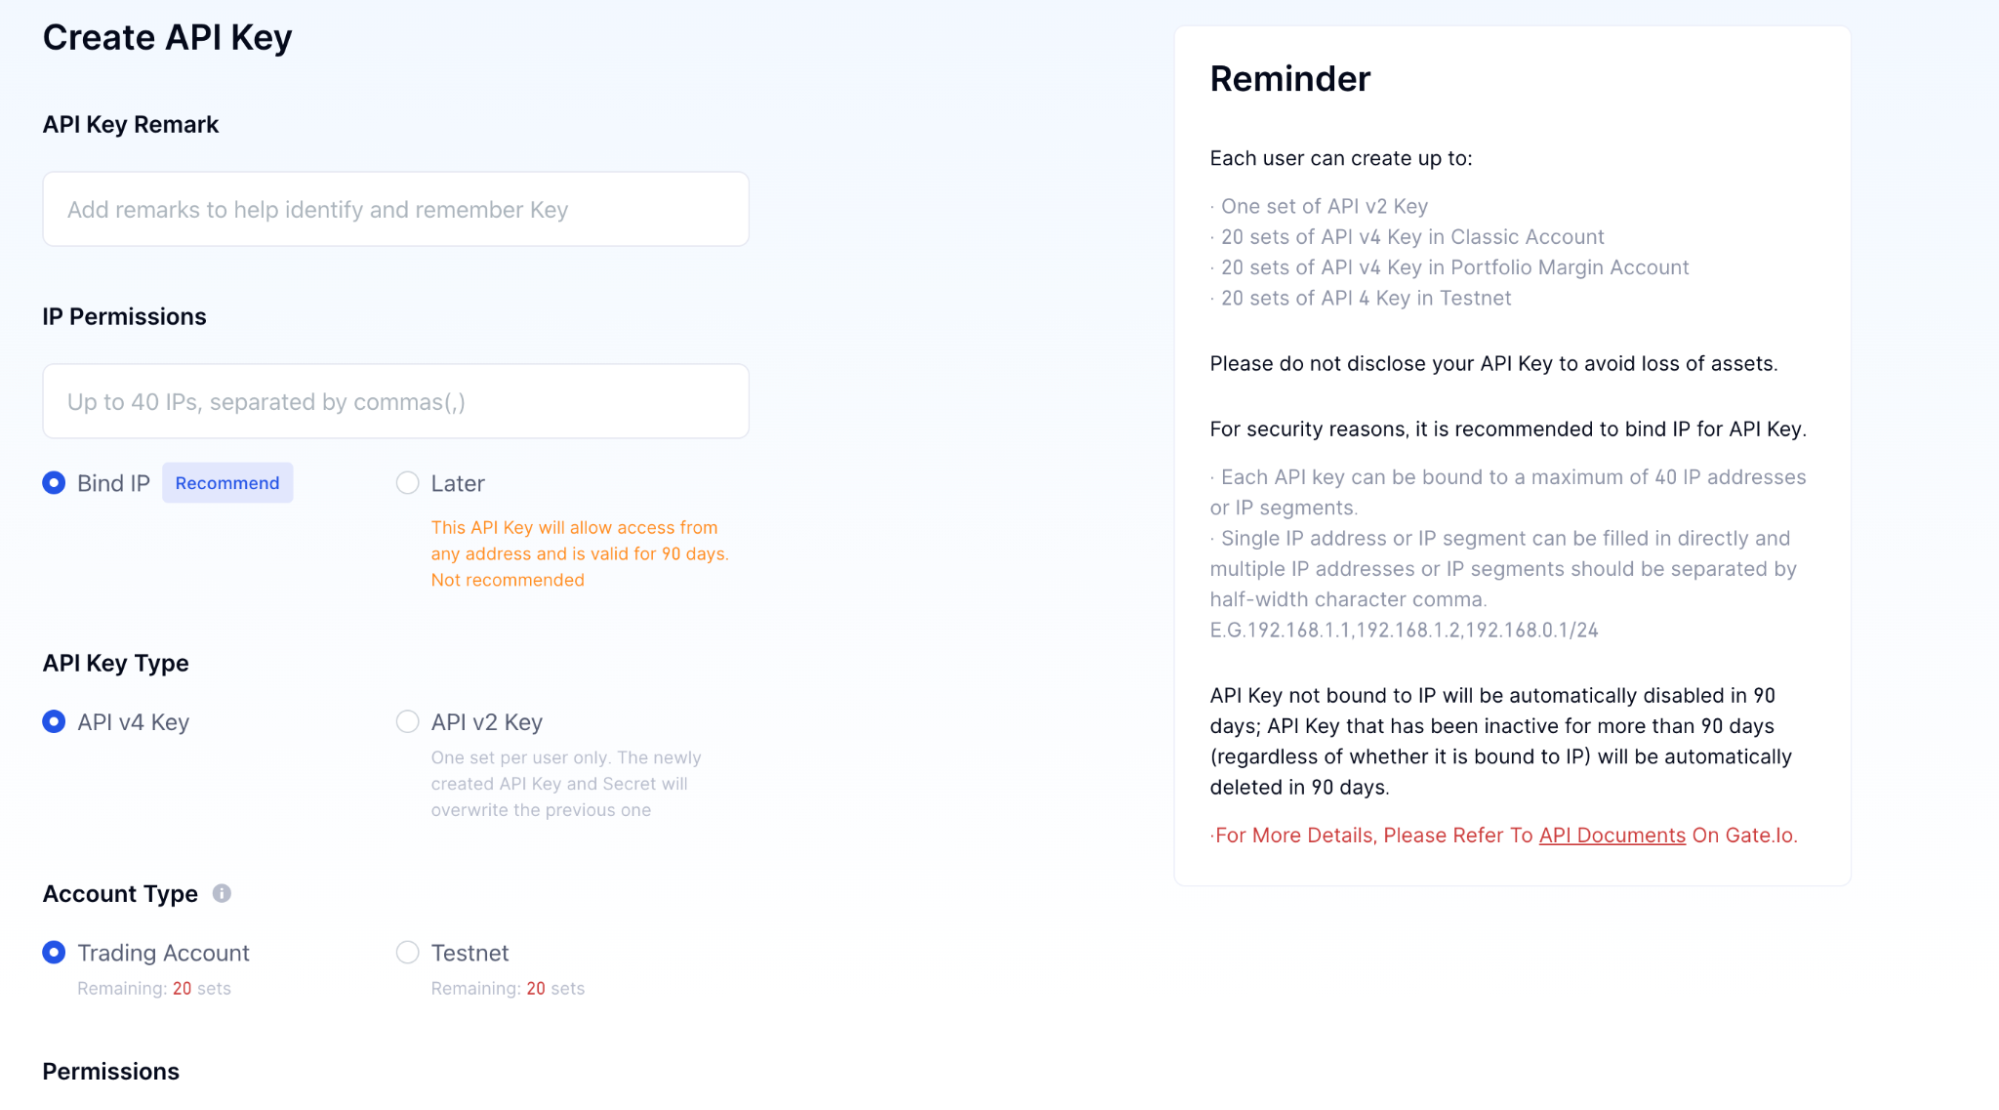 Create API Key
API Key Remark
Add remarks to help identify and remember Key
IP Permissions
Up to 40 IPs, separated by commas(,)
Bind IP Recommend
Later
This API Key will allow access from
any address and is valid for 90 days.
Not recommended
API Key Type
API v4 Key
API v2 Key
One set per user only. The newly
created API Key and Secret will
overwrite the previous one
Account Type
Trading Account
Remaining: 20 sets
Testnet
Remaining: 20 sets
Permissions
Reminder
Each user can create up to:
· One set of API v2 Key
· 20 sets of API v4 Key in Classic Account
· 20 sets of API v4 Key in Portfolio Margin Account
· 20 sets of API 4 Key in Testnet
Please do not disclose your API Key to avoid loss of assets.
For security reasons, it is recommended to bind IP for API Key.
· Each API key can be bound to a maximum of 40 IP addresses
or IP segments.
· Single IP address or IP segment can be filled in directly and
multiple IP addresses or IP segments should be separated by
half-width character comma.
E.G.192.168.1.1,192.168.1.2,192.168.0.1/24
API Key not bound to IP will be automatically disabled in 90
days; API Key that has been inactive for more than 90 days
(regardless of whether it is bound to IP) will be automatically
deleted in 90 days.
·For More Details, Please Refer To API Documents On Gate.Io.